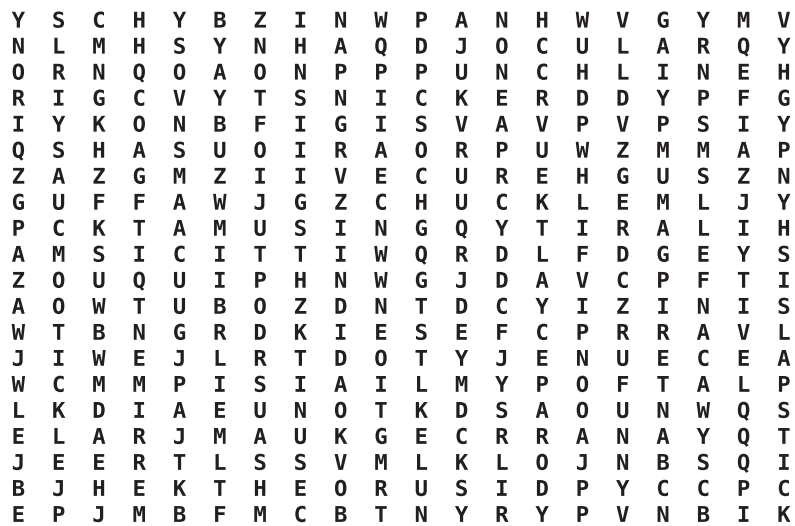 Y S C H Y B Z I N W P A N H W V G Y M V
N L M H S Y N H A Q D J O C U L A R Q Y
O R N Q O A O N P P P U N C H L I N E H
R I G C V Y T S N I C K E R D D Y P F G
I Y K O N B F I G I S V A V P V P S I Y
Q S H A S U O I R A O R P U W Z M M A P
Z A Z G M Z I I V E C U R E H G U S Z N
G U F F A W J G Z C H U C K L E M L J Y
P C K T A M U S I N G Q Y T I R A L I H
A M S I C I T T I W Q R D L F D G E Y S
Z O U Q U I P H N W G J D A V C P F T I
A O W T U B O Z D N T D C Y I Z I N I S
W T B N G R D K I E S E F C P R R A V L
J I W E J L R T D O T Y J E N U E C E A
W C M M P I S I A I L M Y P O F T A L P
L K D I A E U N O T K D S A O U N W Q S
E L A R J M A U K G E C R R A N A Y Q T
J E E R T L S S V M L K L O J N B S Q I
B J H E K T H E O R U S I D P Y C C P C
E P J M B F M C B T N Y R Y P V N B I K